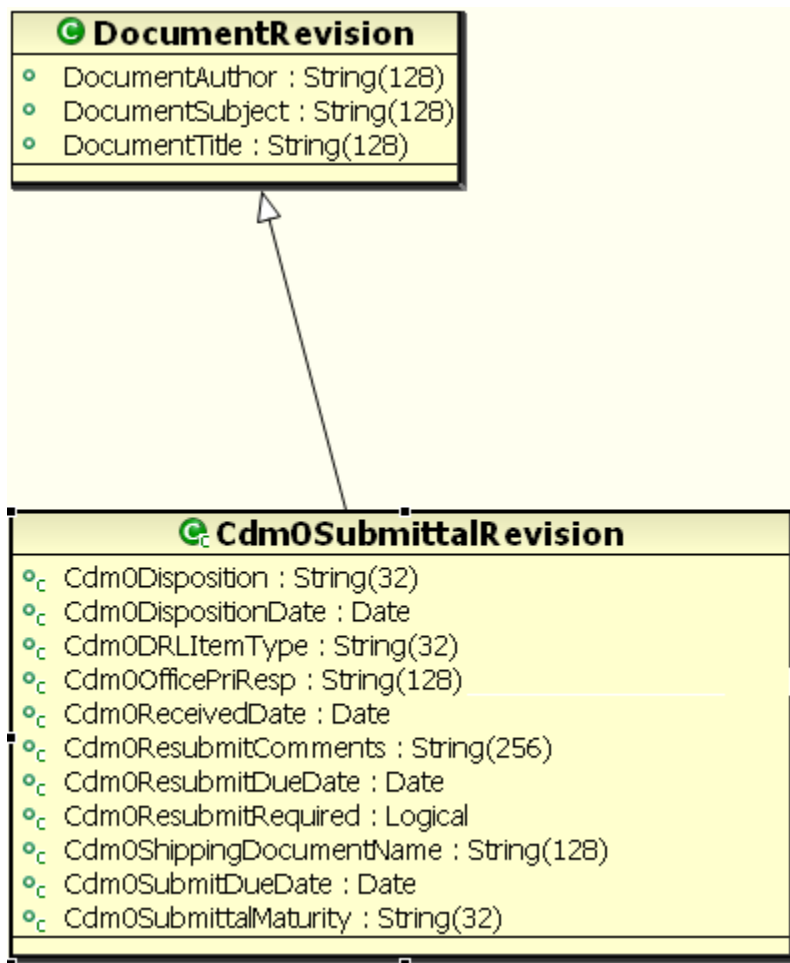 C DocumentRevision
DocumentAuthor : String(128)
DocumentSubject : String(128)
DocumentTitle : String(128)
C C Cdm0SubmittalRevision
C Cdm0Disposition : String(32)
C Cdm0DispositionDate : Date
C Cdm0DRLItemType : String(32)
C Cdm0OfficePriResp : String(128)
C Cdm0ReceivedDate : Date
C Cdm0ResubmitComments : String(256)
C Cdm0ResubmitDueDate : Date
C Cdm0ResubmitRequired : Logical
C Cdm0ShippingDocumentName : String(128)
C Cdm0SubmitDueDate : Date
C Cdm0SubmittalMaturity : String(32)